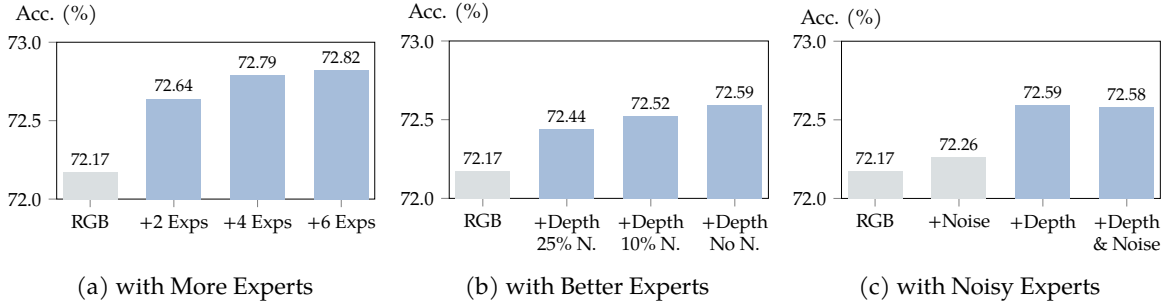 Acc. (%)
73.0
72.5
72.0
72.17
72.64
72.79
72.82
RGB
+2 Exps
+4 Exps
+6 Exps
(a) with More Experts
Acc. (%)
73.0
72.5
72.0
72.17
72.44
72.52
72.59
RGB
+Depth
25% N.
+Depth
10% N.
+Depth
No N.
(b) with Better Experts
Acc. (%)
73.0
72.5
72.0
72.17
72.26
72.59
72.58
RGB
+Noise
+Depth
+Depth
& Noise
(c) with Noisy Experts